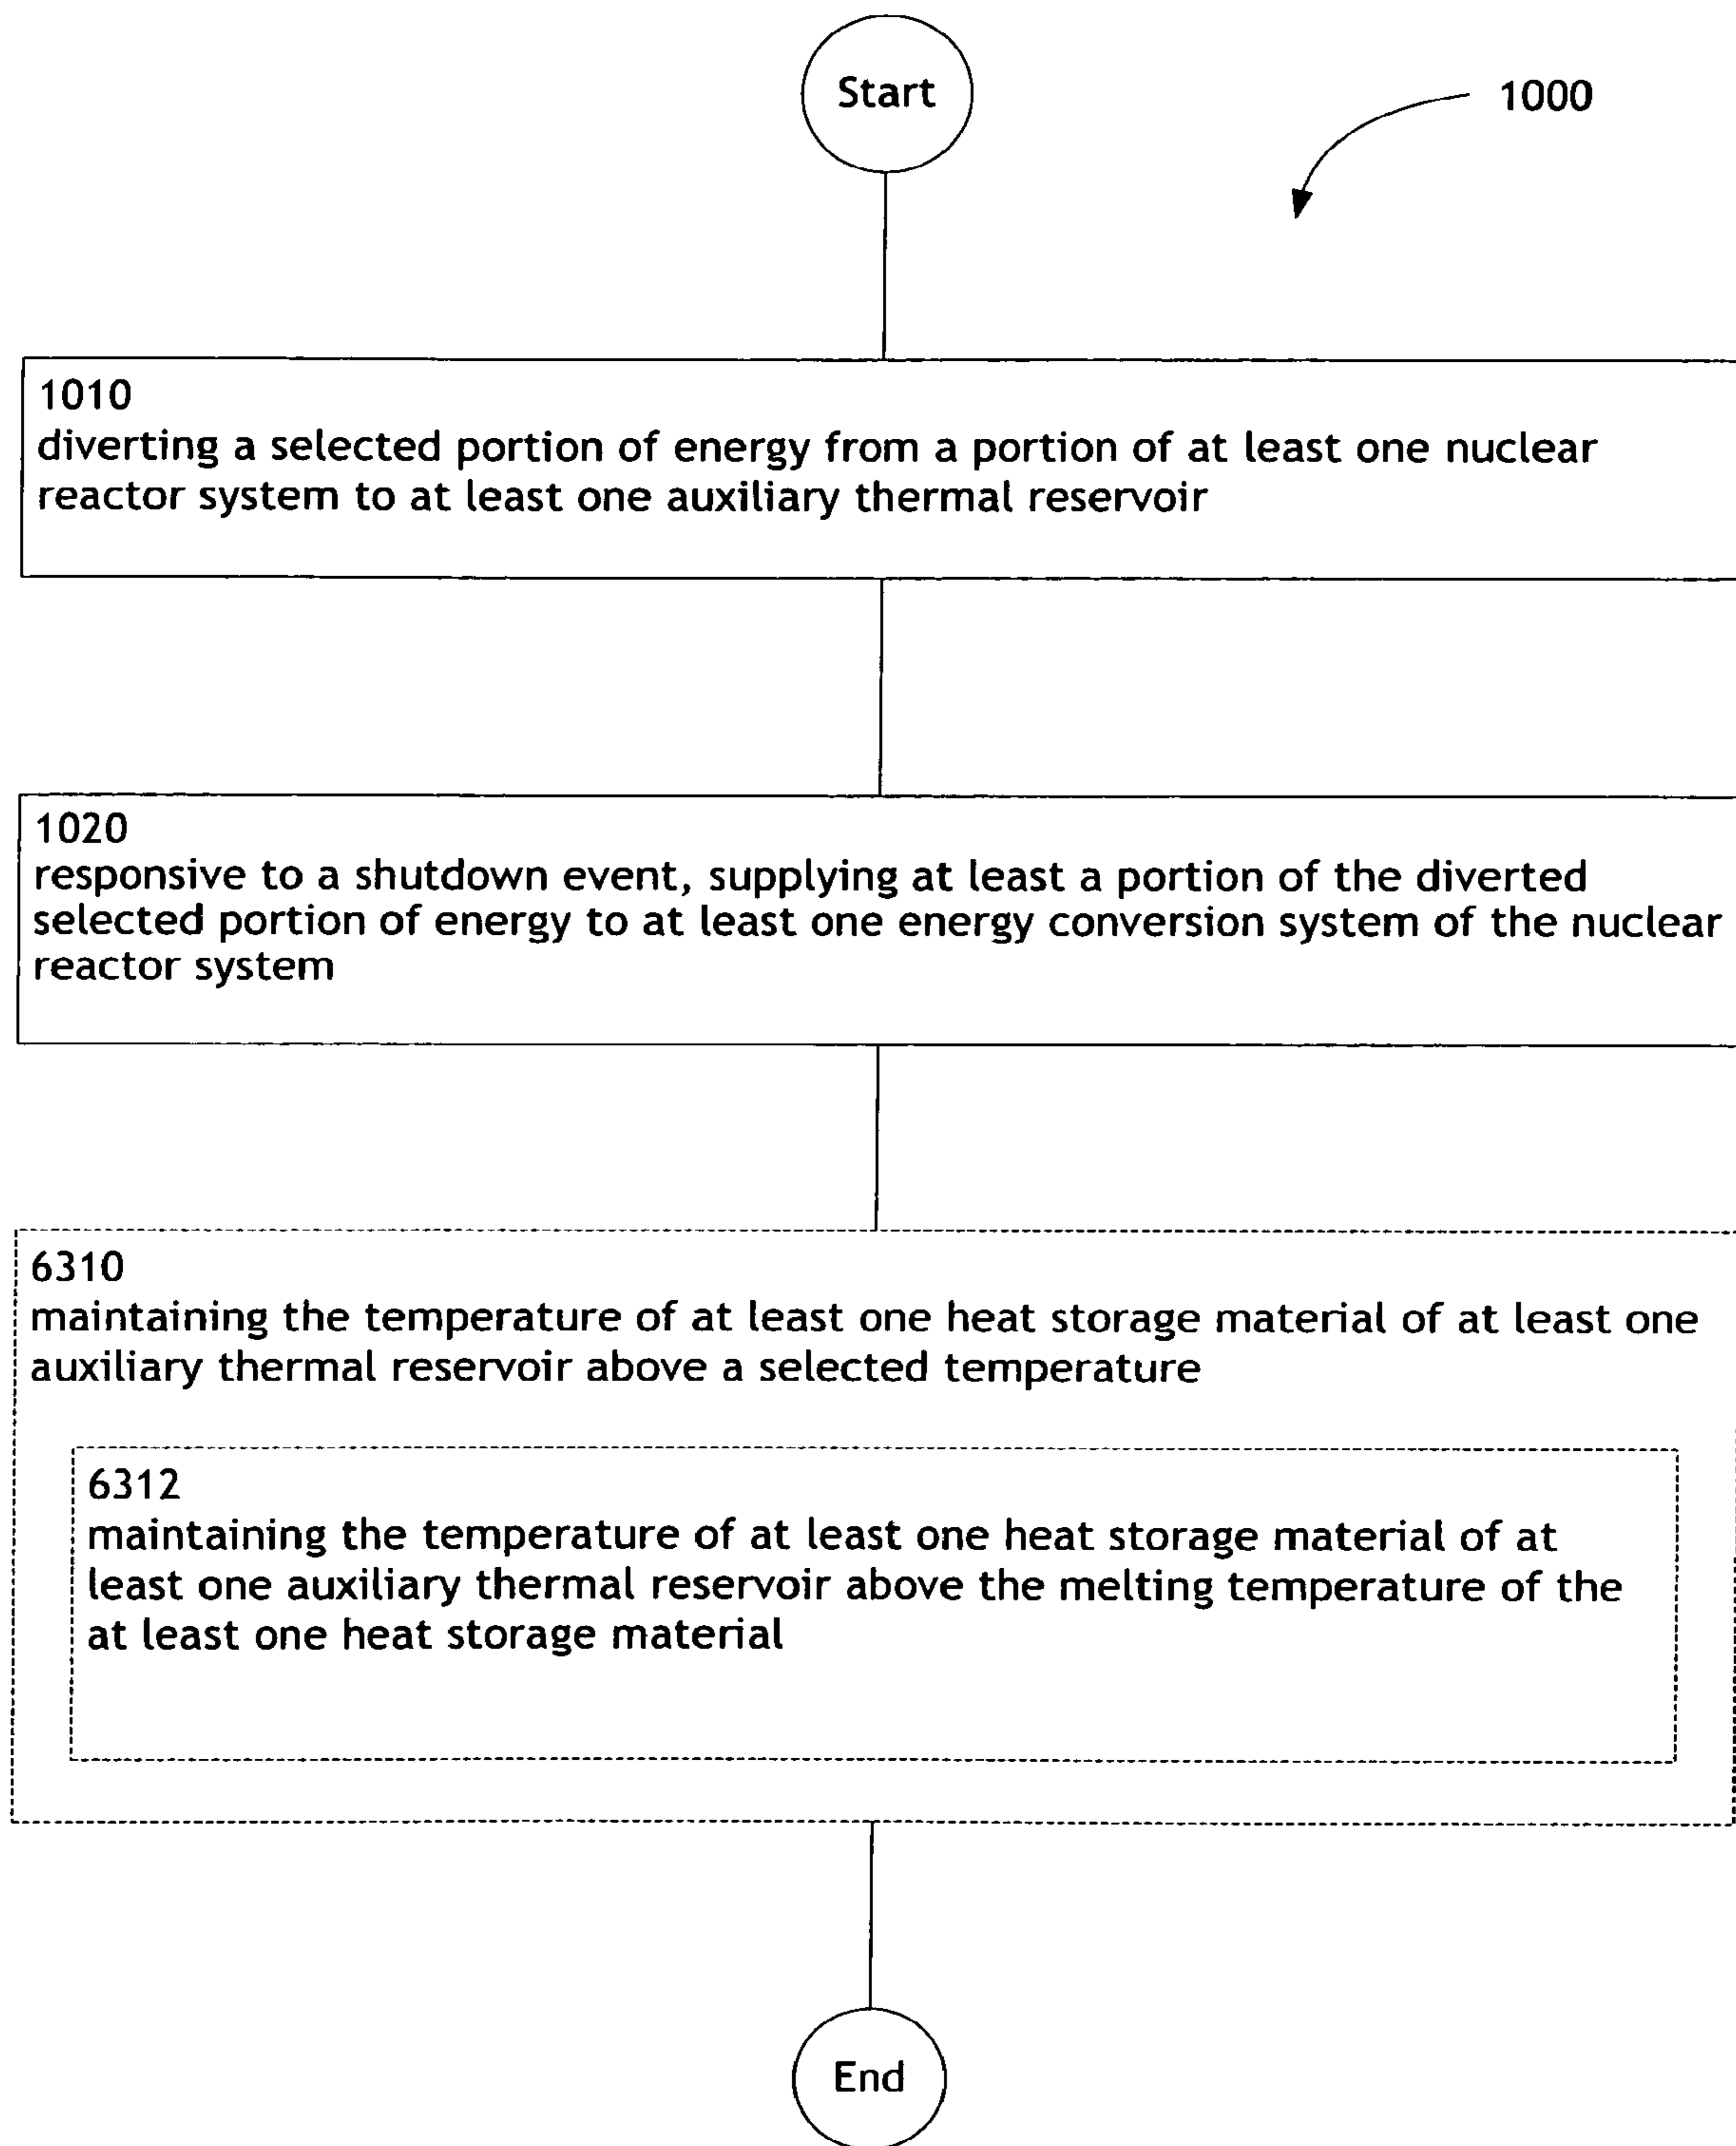 Start
1000
1010
diverting a selected portion of energy from a portion of at least one nuclear
reactor system to at least one auxiliary thermal reservoir
1020
responsive to a shutdown event, supplying at least a portion of the diverted
selected portion of energy to at least one energy conversion system of the nuclear
reactor system
6310
maintaining the temperature of at least one heat storage material of at least one
auxiliary thermal reservoir above a selected temperature
6312
maintaining the temperature of at least one heat storage material of at
least one auxiliary thermal reservoir above the melting temperature of the
at least one heat storage material
End